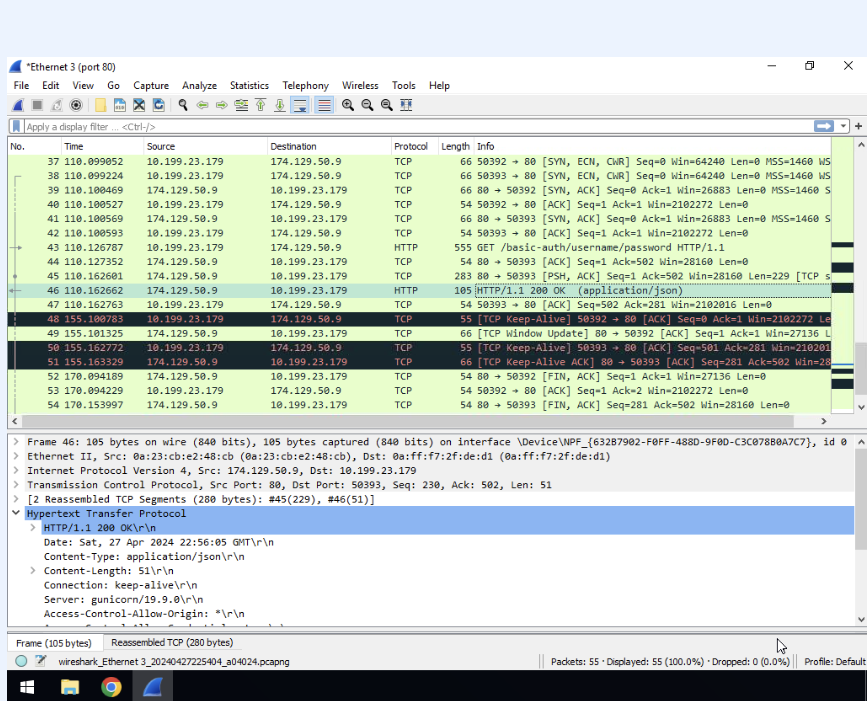 *Ethernet 3 (port 80)
File Edit View Go Capture Analyze Statistics Telephony Wireless Tools Help
Apply a display filter ... <Ctrl-/>
No. Time Source Destination Protocol Length Info
37 110.099052 10.199.23.179 174.129.50.9 TCP 66 50392 → 80 [SYN, ECN, CWR] Seq=0 Win=64240 Len=0 MSS=1460 WS
38 110.099224 10.199.23.179 174.129.50.9 TCP 66 50393 → 80 [SYN, ECN, CWR] Seq=0 Win=64240 Len=0 MSS=1460 WS
39 110.100469 174.129.50.9 10.199.23.179 TCP 66 80 → 50392 [SYN, ACK] Seq=0 Ack=1 Win=26883 Len=0 MSS=1460 S
40 110.100527 10.199.23.179 174.129.50.9 TCP 54 50392 → 80 [ACK] Seq=1 Ack=1 Win=2102272 Len=0
41 110.100569 174.129.50.9 10.199.23.179 TCP 66 80 → 50393 [SYN, ACK] Seq=0 Ack=1 Win=26883 Len=0 MSS=1460 S
42 110.100593 10.199.23.179 174.129.50.9 TCP 54 50393 → 80 [ACK] Seq=1 Ack=1 Win=2102272 Len=0
43 110.126787 10.199.23.179 174.129.50.9 HTTP 555 GET /basic-auth/username/password HTTP/1.1
44 110.127352 174.129.50.9 10.199.23.179 TCP 54 80 → 50393 [ACK] Seq=1 Ack=502 Win=28160 Len=0
45 110.162601 174.129.50.9 10.199.23.179 TCP 283 80 → 50393 [PSH, ACK] Seq=1 Ack=502 Win=28160 Len=229 [TCP s
46 110.162662 174.129.50.9 10.199.23.179 HTTP 105 HTTP/1.1 200 OK (application/json)
47 110.162763 10.199.23.179 174.129.50.9 TCP 54 50393 → 80 [ACK] Seq=502 Ack=281 Win=2102016 Len=0
48 155.100783 10.199.23.179 174.129.50.9 TCP 55 [TCP Keep-Alive] 50392 → 80 [ACK] Seq=0 Ack=1 Win=2102272 Le
49 155.101325 174.129.50.9 10.199.23.179 TCP 66 [TCP Window Update] 80 → 50392 [ACK] Seq=1 Ack=1 Win=27136 L
50 155.162772 10.199.23.179 174.129.50.9 TCP 55 [TCP Keep-Alive] 50393 → 80 [ACK] Seq=501 Ack=281 Win=210201
51 155.163329 174.129.50.9 10.199.23.179 TCP 66 [TCP Keep-Alive ACK] 80 → 50393 [ACK] Seq=281 Ack=502 Win=28
52 170.094189 174.129.50.9 10.199.23.179 TCP 54 80 → 50392 [FIN, ACK] Seq=1 Ack=1 Win=27136 Len=0
53 170.094229 10.199.23.179 174.129.50.9 TCP 54 50392 → 80 [ACK] Seq=1 Ack=2 Win=2102272 Len=0
54 170.153997 174.129.50.9 10.199.23.179 TCP 54 80 → 50393 [FIN, ACK] Seq=281 Ack=502 Win=28160 Len=0
Frame 46: 105 bytes on wire (840 bits), 105 bytes captured (840 bits) on interface \Device\NPF_{632B7902-F0FF-488D-9F0D-C3C078B0A7C7}, id 0
Ethernet II, Src: 0a:23:cb:e2:48:cb (0a:23:cb:e2:48:cb), Dst: 0a:ff:f7:2f:de:d1 (0a:ff:f7:2f:de:d1)
Internet Protocol Version 4, Src: 174.129.50.9, Dst: 10.199.23.179
Transmission Control Protocol, Src Port: 80, Dst Port: 50393, Seq: 230, Ack: 502, Len: 51
[2 Reassembled TCP Segments (280 bytes): #45(229), #46(51)]
Hypertext Transfer Protocol
HTTP/1.1 200 OK\r\n
Date: Sat, 27 Apr 2024 22:56:05 GMT\r\n
Content-Type: application/json\r\n
Content-Length: 51\r\n
Connection: keep-alive\r\n
Server: gunicorn/19.9.0\r\n
Access-Control-Allow-Origin: *\r\n
Frame (105 bytes) Reassembled TCP (280 bytes)
wireshark_Ethernet 3_20240427225404_a04024.pcapng Packets: 55 · Displayed: 55 (100.0%) · Dropped: 0 (0.0%) Profile: Default